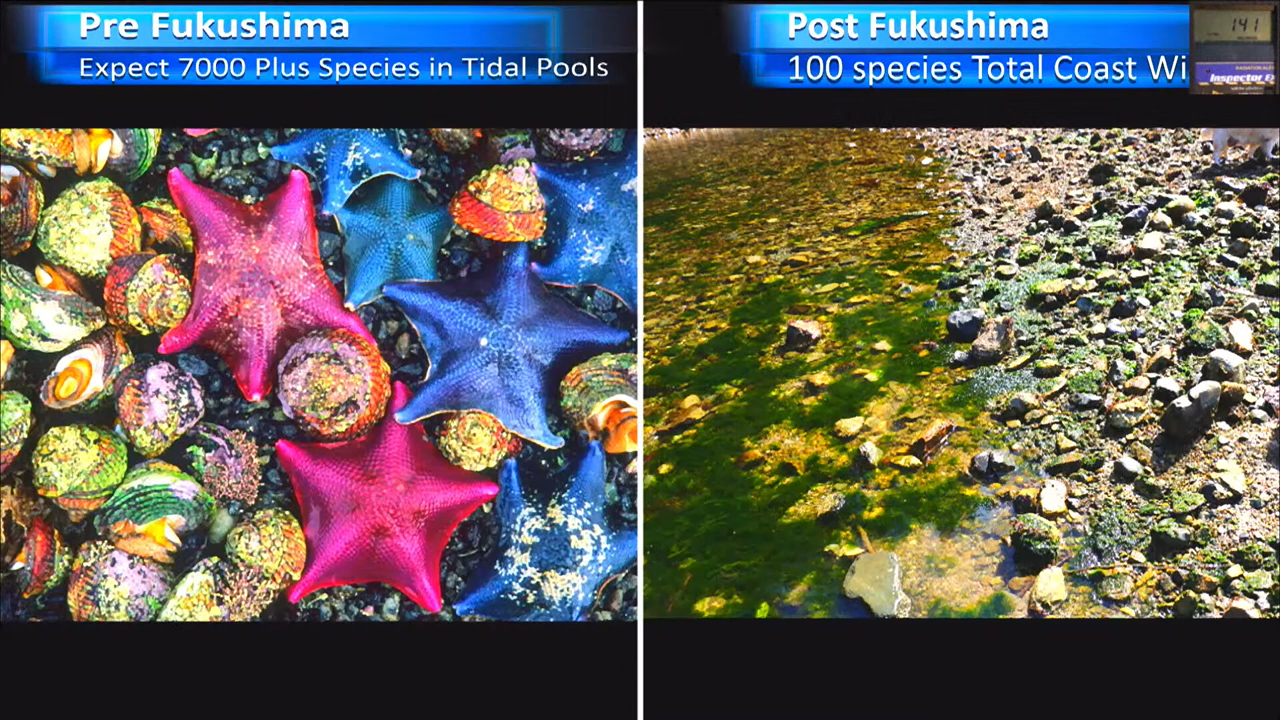 Pre Fukushima
Expect 7000 Plus Species in Tidal Pools
Post Fukushima
100 species Total Coast Wi
141
Inspector E